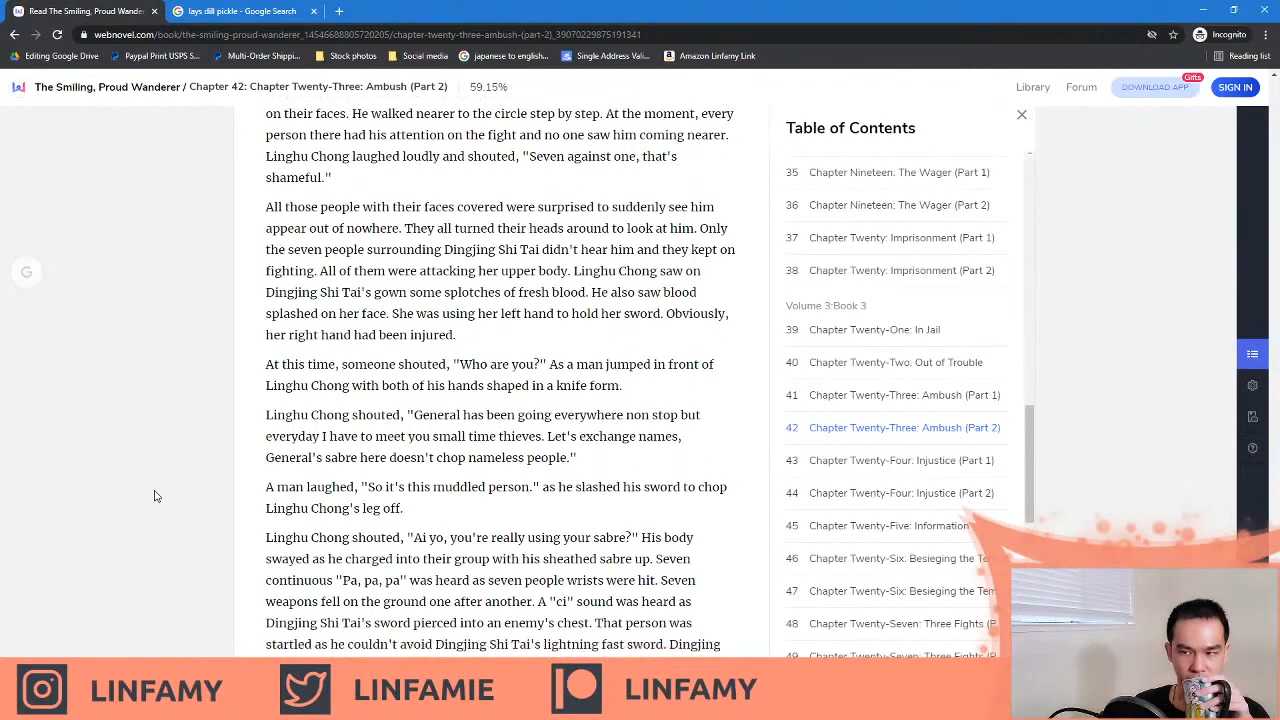 Read The Smiling, Proud Wander
lays dill pickle - Google Search
webnovel.com/book/the-smiling-proud-wanderer_14546688805720205/chapter-twenty-three-ambush-(part-2)_39070229875191341
Incognito
Editing Google Drive
Paypal Print USPS S...
Multi-Order Shippi...
Stock photos
Social media
japanese to english...
Single Address Vali...
Amazon Linfamy Link
Reading list
The Smiling, Proud Wanderer / Chapter 42: Chapter Twenty-Three: Ambush (Part 2)
59.15%
Library
Forum
DOWNLOAD APP
Gifts
SIGN IN
on their faces. He walked nearer to the circle step by step. At the moment, every
person there had his attention on the fight and no one saw him coming nearer.
Linghu Chong laughed loudly and shouted, "Seven against one, that's
shameful."
All those people with their faces covered were surprised to suddenly see him
appear out of nowhere. They all turned their heads around to look at him. Only
the seven people surrounding Dingjing Shi Tai didn't hear him and they kept on
fighting. All of them were attacking her upper body. Linghu Chong saw on
Dingjing Shi Tai's gown some splotches of fresh blood. He also saw blood
splashed on her face. She was using her left hand to hold her sword. Obviously,
her right hand had been injured.
At this time, someone shouted, "Who are you?" As a man jumped in front of
Linghu Chong with both of his hands shaped in a knife form.
Linghu Chong shouted, "General has been going everywhere non stop but
everyday I have to meet you small time thieves. Let's exchange names,
General's sabre here doesn't chop nameless people."
A man laughed, "So it's this muddled person." as he slashed his sword to chop
Linghu Chong's leg off.
Linghu Chong shouted, "Ai yo, you're really using your sabre?" His body
swayed as he charged into their group with his sheathed sabre up. Seven
continuous "Pa, pa, pa" was heard as seven people wrists were hit. Seven
weapons fell on the ground one after another. A "ci" sound was heard as
Dingjing Shi Tai's sword pierced into an enemy's chest. That person was
startled as he couldn't avoid Dingjing Shi Tai's lightning fast sword. Dingjing
Table of Contents
35 Chapter Nineteen: The Wager (Part 1)
36 Chapter Nineteen: The Wager (Part 2)
37 Chapter Twenty: Imprisonment (Part 1)
38 Chapter Twenty: Imprisonment (Part 2)
Volume 3:Book 3
39 Chapter Twenty-One: In Jail
40 Chapter Twenty-Two: Out of Trouble
41 Chapter Twenty-Three: Ambush (Part 1)
42 Chapter Twenty-Three: Ambush (Part 2)
43 Chapter Twenty-Four: Injustice (Part 1)
44 Chapter Twenty-Four: Injustice (Part 2)
45 Chapter Twenty-Five: Information
46 Chapter Twenty-Six: Besieging the Te
47 Chapter Twenty-Six: Besieging the Tem
48 Chapter Twenty-Seven: Three Fights (P
49 Chapter Twenty-Seven: Three Fights (P
LINFAMY
LINFAMIE
LINFAMY